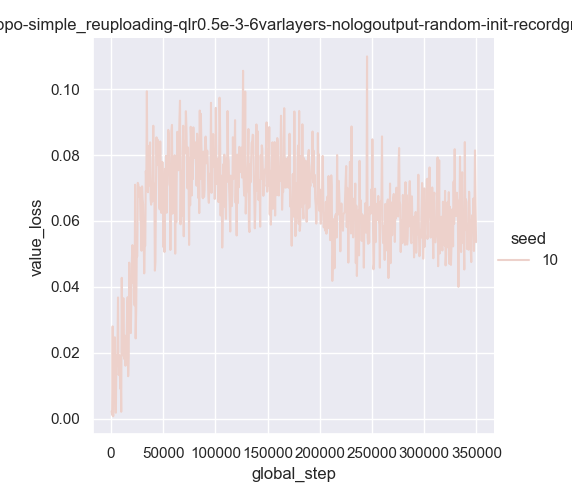 ppo-simple_reuploading-qlr0.5e-3-6varlayers-nologoutput-random-init-recordgr
0.10
0.08
0.06
0.04
0.02
0.00
value_loss
0 50000 100000 150000 200000 250000 300000 350000
global_step
seed
10